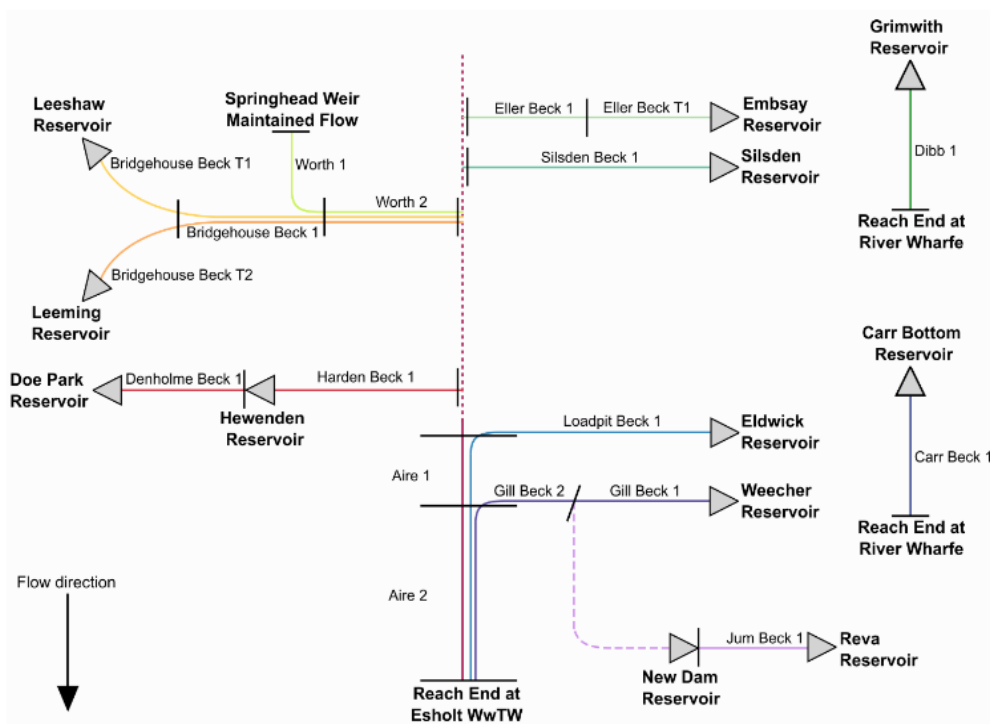 Grimwith
Reservoir
Leeshaw
Reservoir
Springhead Weir
Maintained Flow
Eller Beck 1
Eller Beck T1
Embsay
Reservoir
Bridgehouse Beck T1
Worth 1
Silsden Beck 1
Silsden
Reservoir
Dibb 1
Worth 2
Bridgehouse Beck 1
Reach End at
River Wharfe
Bridgehouse Beck T2
Leeming
Reservoir
Carr Bottom
Reservoir
Doe Park
Reservoir
Denholme Beck 1
Harden Beck 1
Hewenden
Reservoir
Loadpit Beck 1
Eldwick
Reservoir
Aire 1
Carr Beck 1
Gill Beck 2
Gill Beck 1
Weecher
Reservoir
Reach End at
River Wharfe
Flow direction
Aire 2
Jum Beck 1
Reva
Reservoir
New Dam
Reservoir
Reach End at
Esholt WwTW